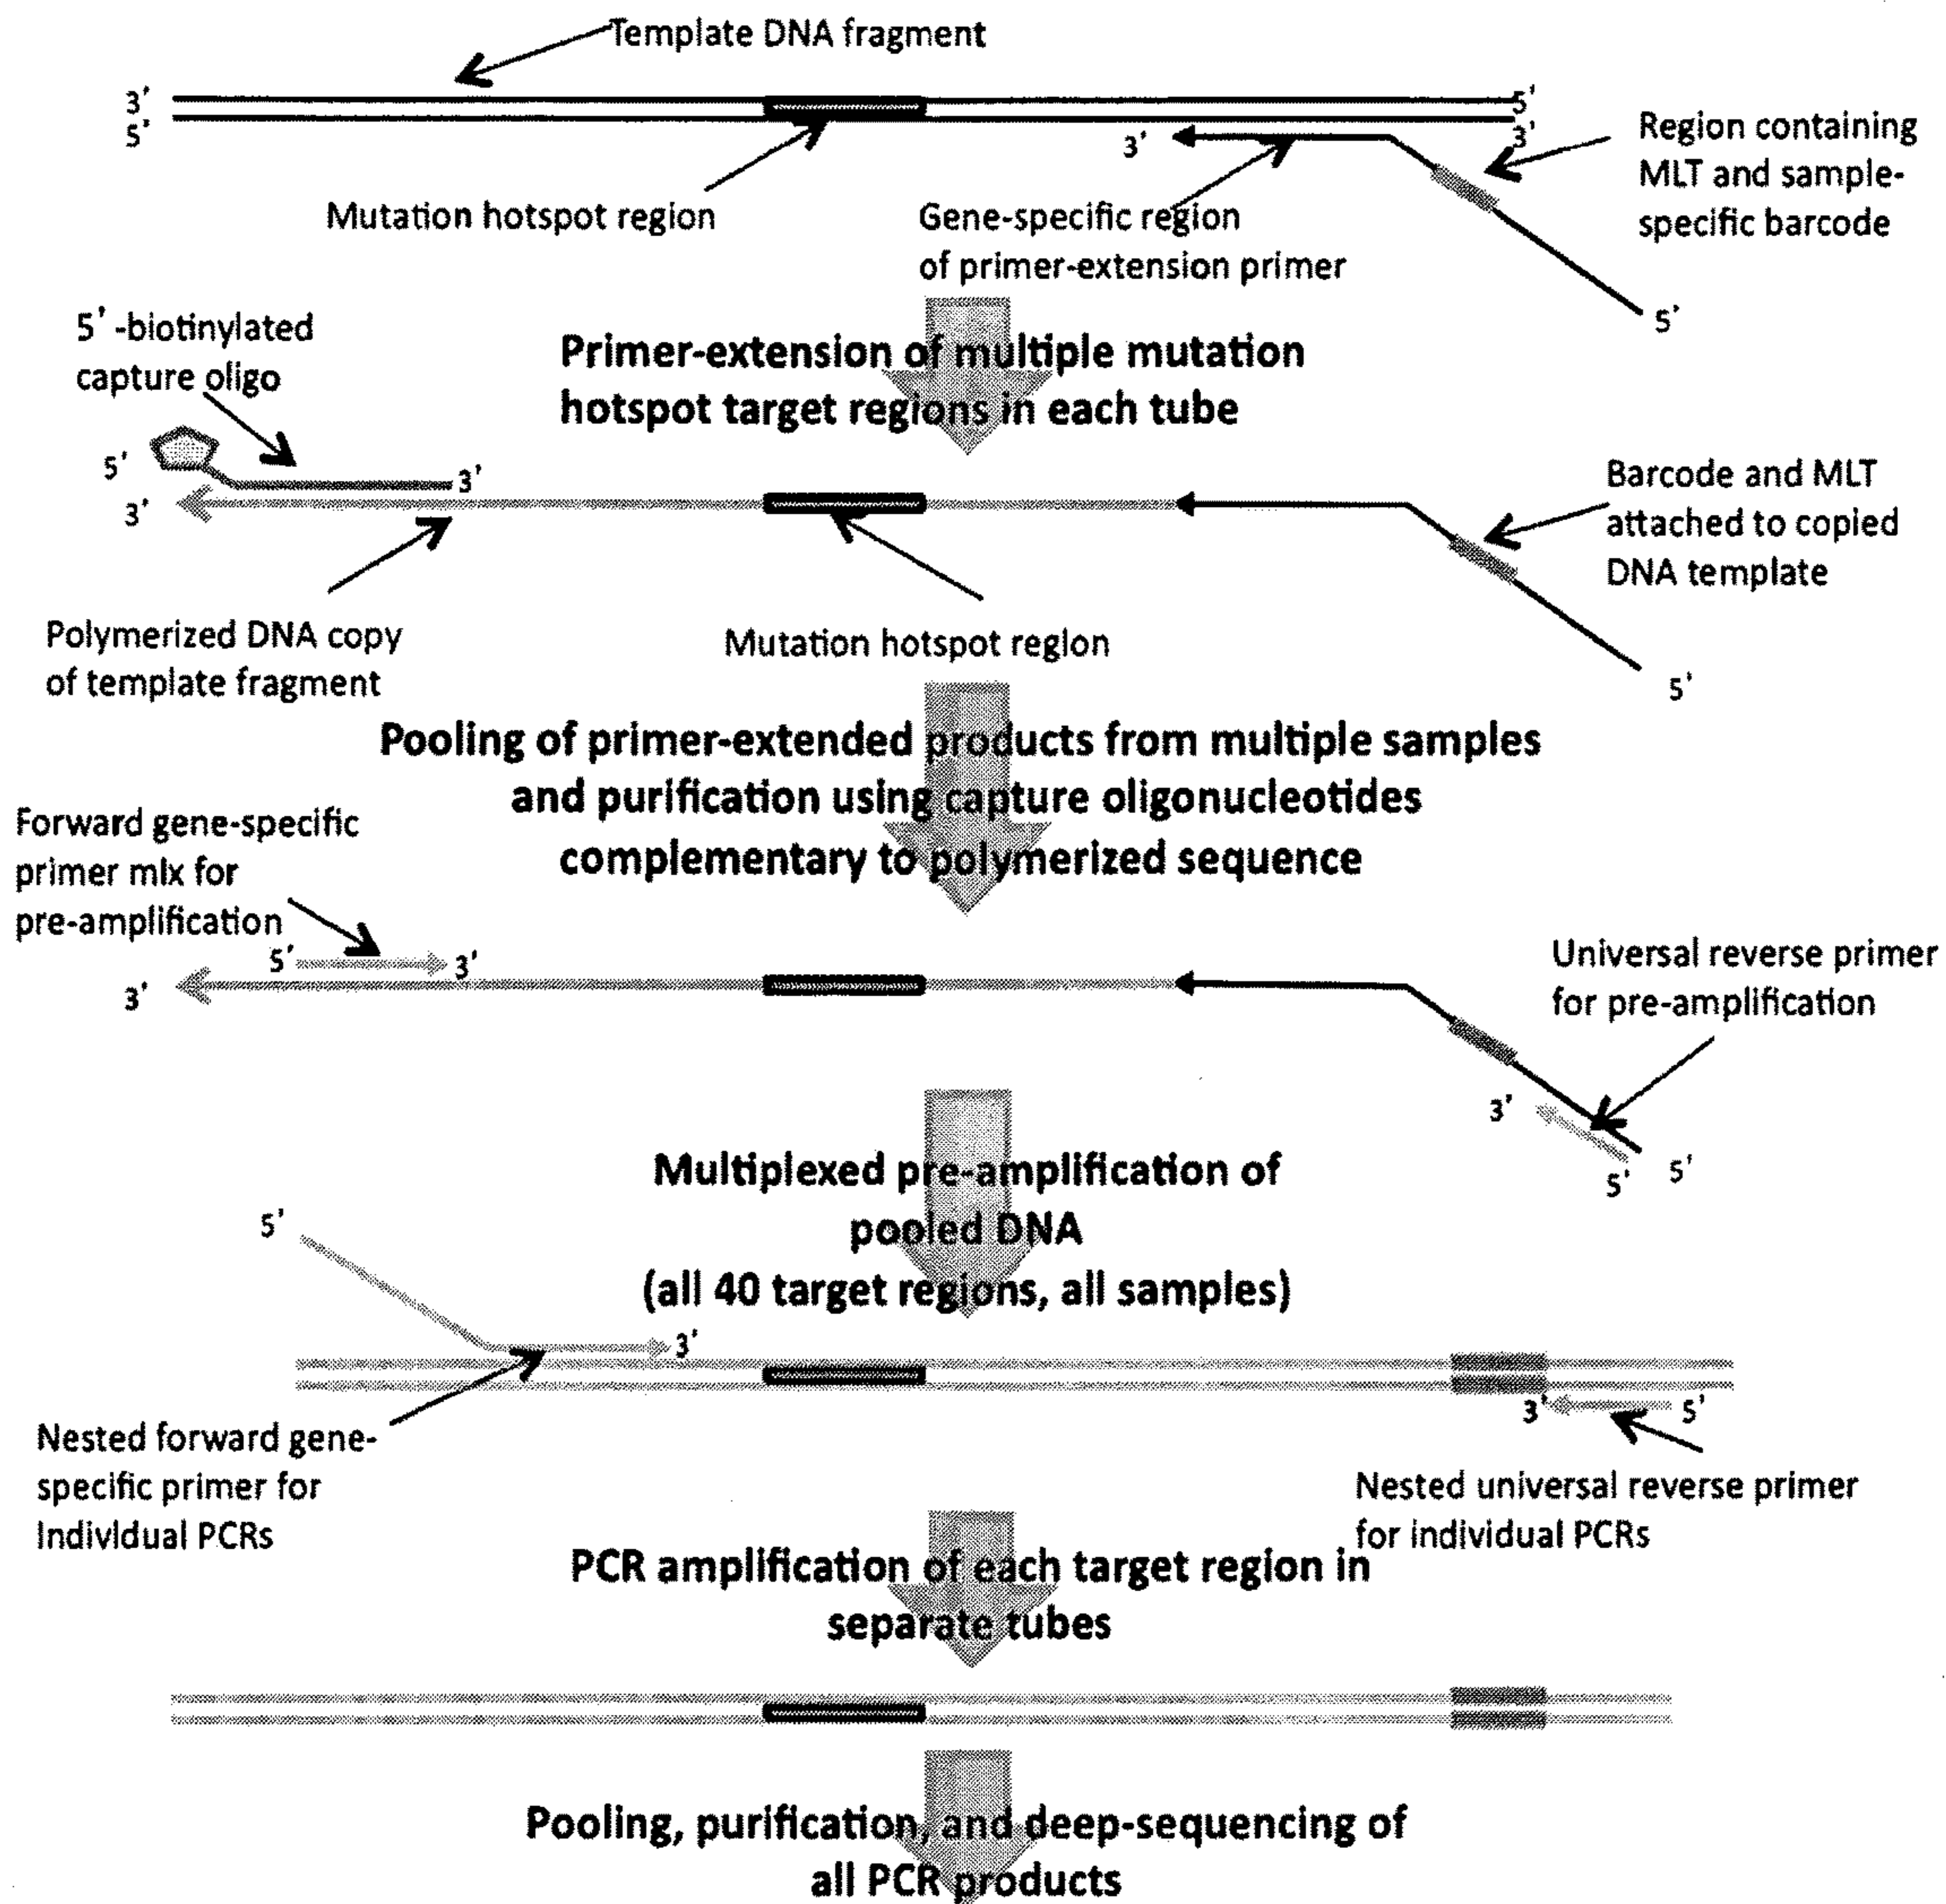 Template DNA fragment
3'
5'
5'
3'
3'
Region containing
MLT and sample-
specific barcode
Mutation hotspot region
Gene-specific region
of primer-extension primer
5'
5'-biotinylated
capture oligo
Primer-extension of multiple mutation
hotspot target regions in each tube
5'
3'
3'
Barcode and MLT
attached to copied
DNA template
Polymerized DNA copy
of template fragment
Mutation hotspot region
5'
Pooling of primer-extended products from multiple samples
and purification using capture oligonucleotides
complementary to polymerized sequence
Forward gene-specific
primer mix for
pre-amplification
5'
3'
3'
Universal reverse primer
for pre-amplification
3'
5'
5'
Multiplexed pre-amplification of
pooled DNA
(all 40 target regions, all samples)
5'
3'
3'
5'
Nested forward gene-
specific primer for
individual PCRs
Nested universal reverse primer
for individual PCRs
PCR amplification of each target region in
separate tubes
Pooling, purification, and deep-sequencing of
all PCR products